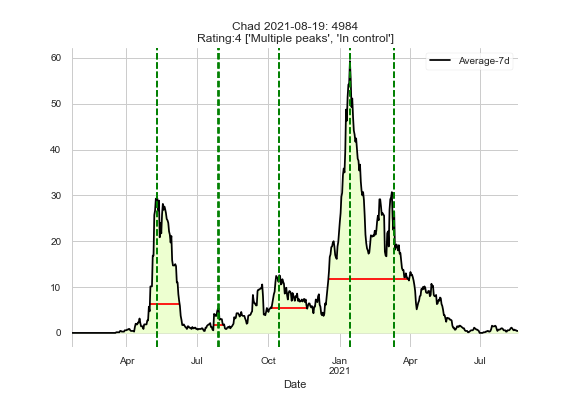 Chad 2021-08-19: 4984
Rating:4 ['Multiple peaks', 'In control']
Average-7d
60
50
40
30
20
10
0
Apr
Jul
Oct
Jan
2021
Apr
Jul
Date